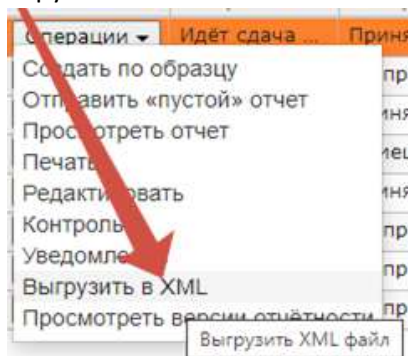 Операции ▾ Идёт сдача ... Приня
Создать по образцу
Отправить «пустой» отчет
Просмотреть отчет
Печать
Редактировать
Контроль
Уведомле
Выгрузить в XML
Просмотреть версии отчётности
Выгрузить XML файл